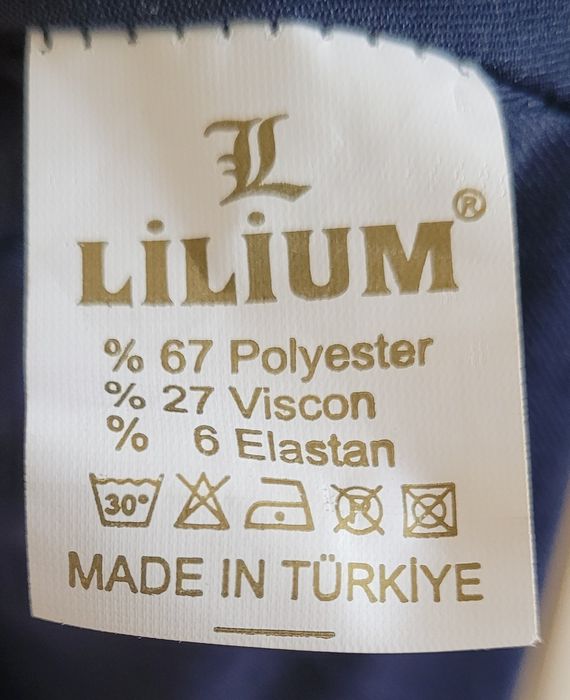 L
LİLİUM®
% 67 Polyester
% 27 Viscon
% 6 Elastan
30° P
MADE IN TÜRKİYE